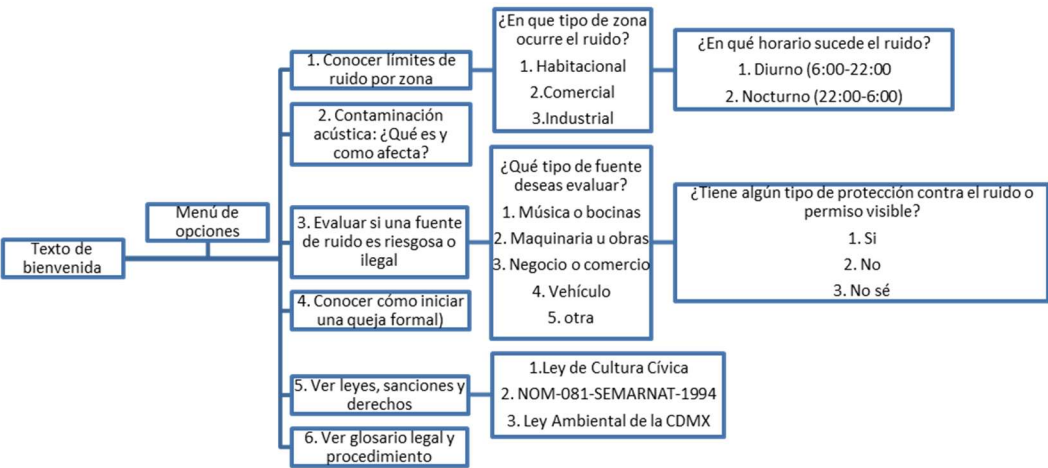 Texto de
bienvenida
Menú de
opciones
1. Conocer límites de
ruido por zona
¿En que tipo de zona
ocurre el ruido?
1. Habitacional
2.Comercial
3.Industrial
¿En qué horario sucede el ruido?
1. Diurno (6:00-22:00
2. Nocturno (22:00-6:00)
2. Contaminación
acústica: ¿Qué es y
como afecta?
3. Evaluar si una fuente
de ruido es riesgosa o
ilegal
¿Qué tipo de fuente
deseas evaluar?
1. Música o bocinas
2. Maquinaria u obras
3. Negocio o comercio
4. Vehículo
5. otra
¿Tiene algún tipo de protección contra el ruido o
permiso visible?
1. Si
2. No
3. No sé
4. Conocer cómo iniciar
una queja formal)
5. Ver leyes, sanciones y
derechos
1.Ley de Cultura Cívica
2. NOM-081-SEMARNAT-1994
3. Ley Ambiental de la CDMX
6. Ver glosario legal y
procedimiento